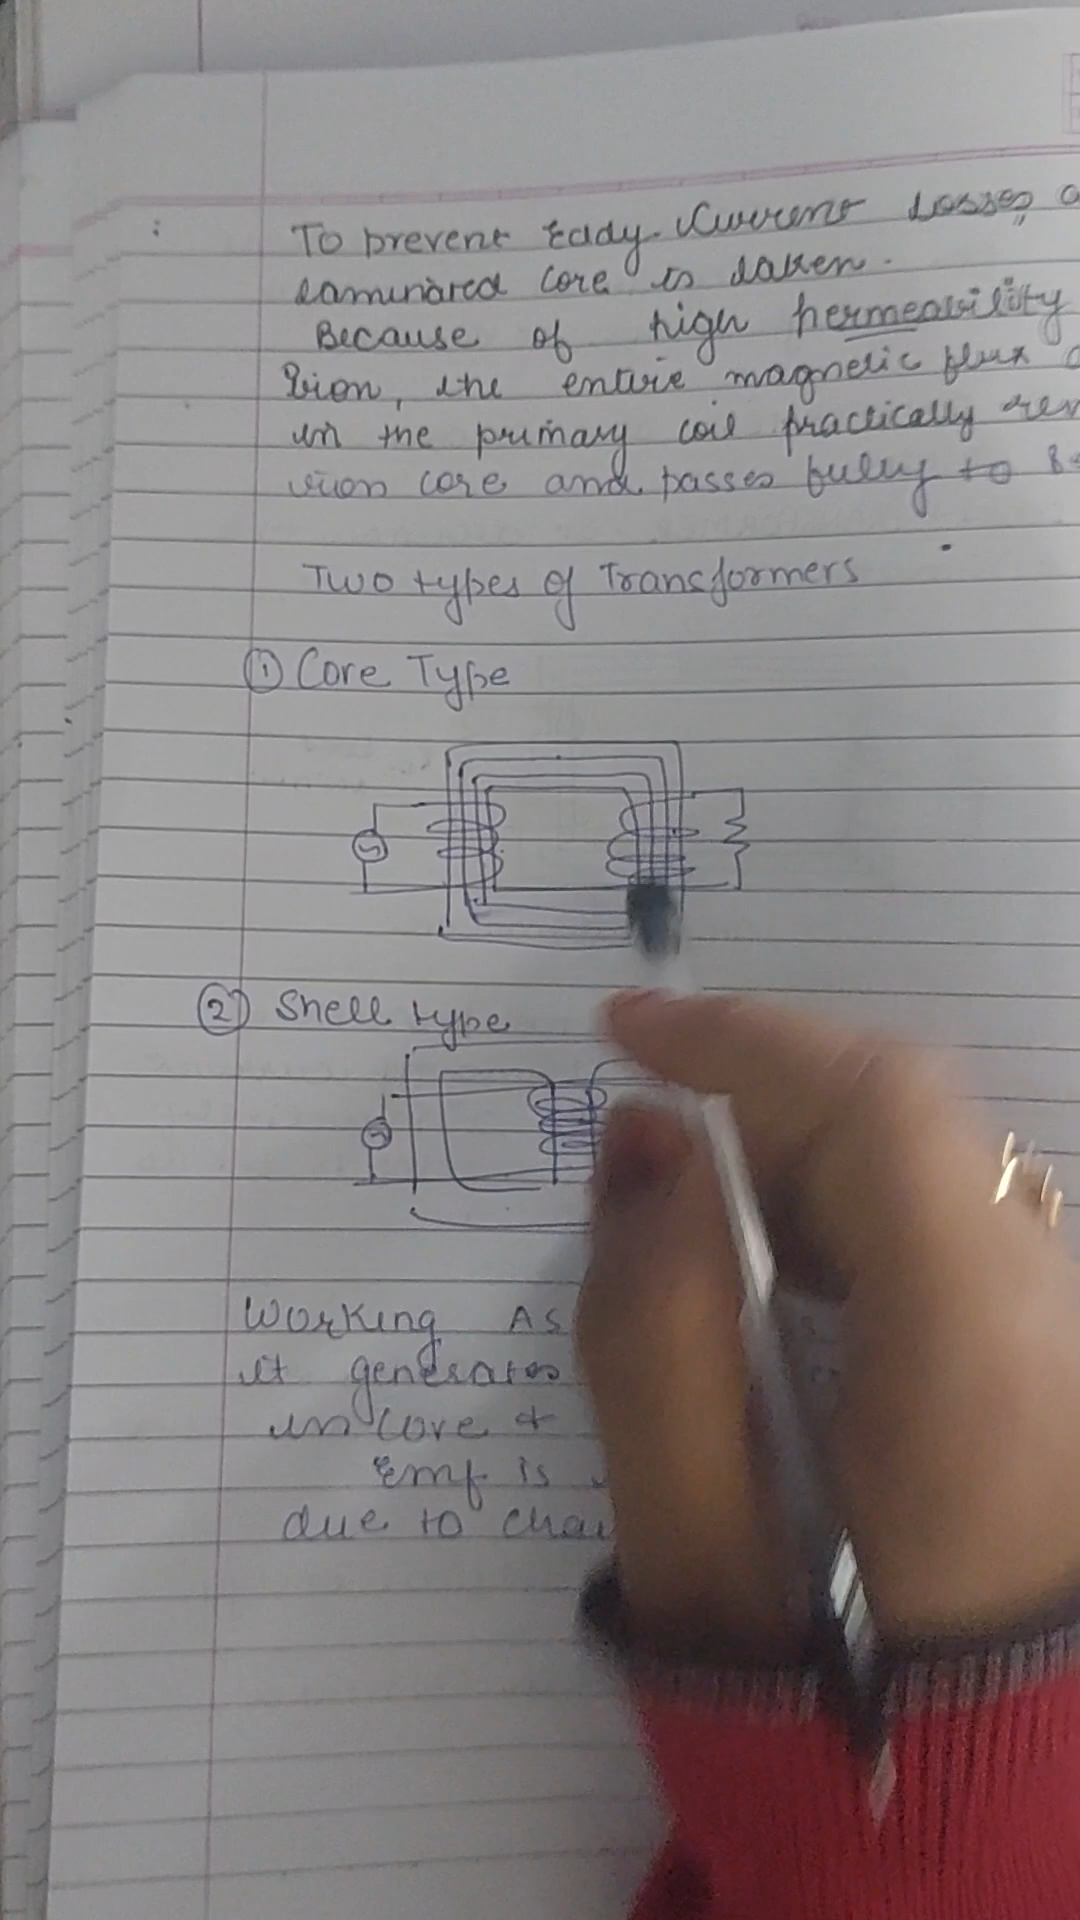 To prevent Eddy Current Losses a
laminated core is taken.
Because of high permeability
iron, the entire magnetic flux
in the primary coil practically
iron core and passes fully to
Two types of Transformers
① Core Type
② Shell type
Working As
it generates
in core &
Emf is
due to